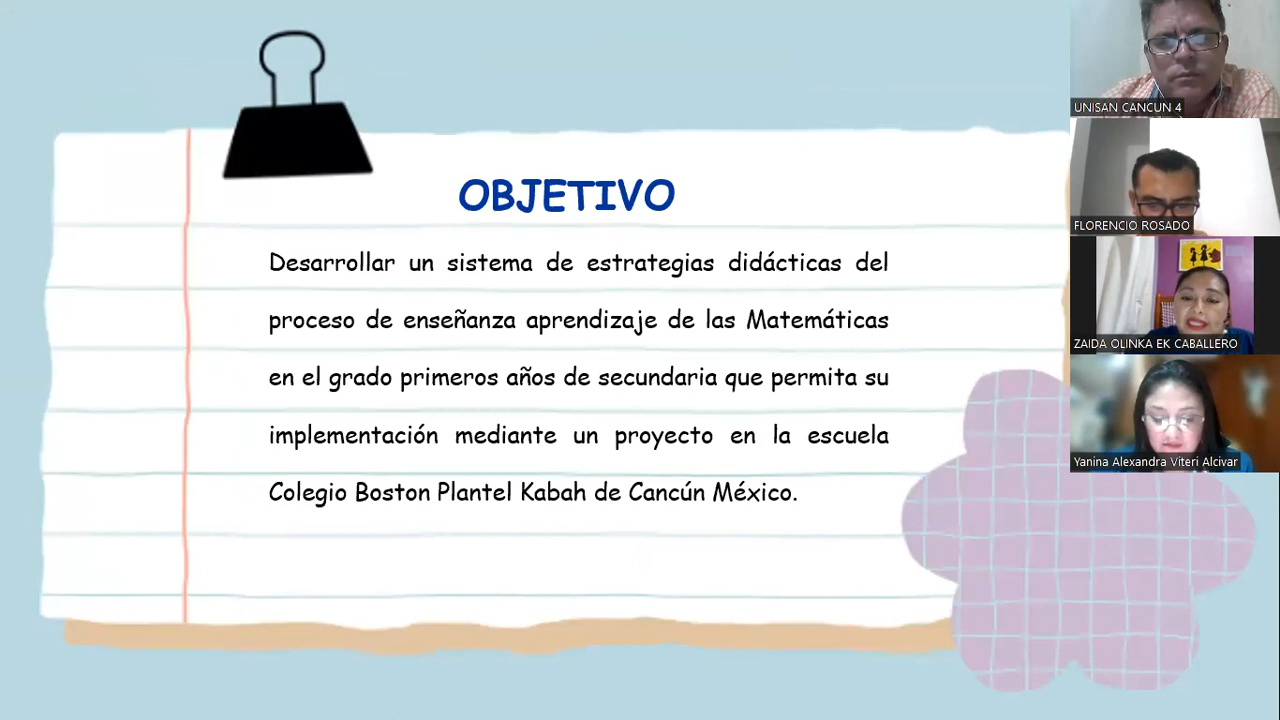 OBJETIVO
Desarrollar un sistema de estrategias didácticas del
proceso de enseñanza aprendizaje de las Matemáticas
en el grado primeros años de secundaria que permita su
implementación mediante un proyecto en la escuela
Colegio Boston Plantel Kabah de Cancún México.
UNISAN CANCUN 4
FLORENCIO ROSADO
ZAIDA OLINKA EK CABALLERO
Yanina Alexandra Viteri Alcivar